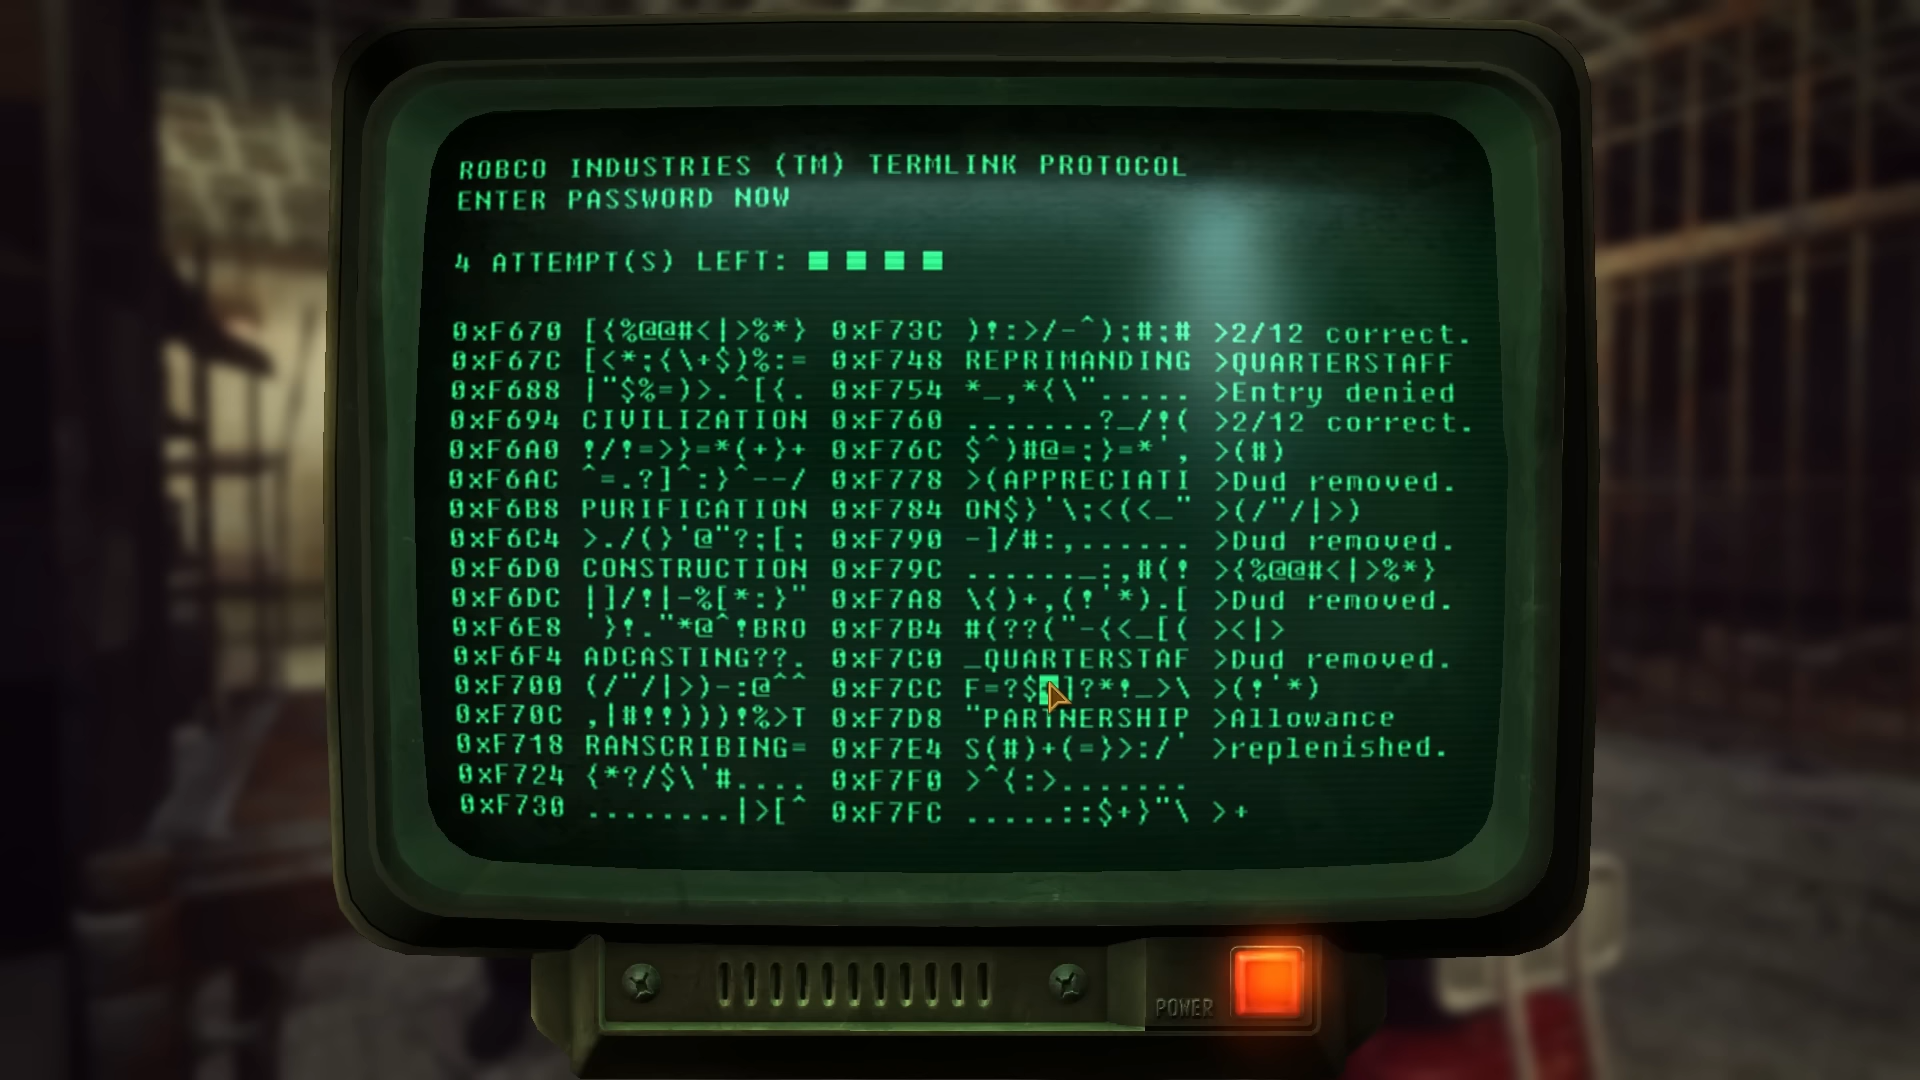 ROBCO INDUSTRIES (TM) TERMLINK PROTOCOL
ENTER PASSWORD NOW
4 ATTEMPT(S) LEFT: ■ ■ ■ ■
0xF670 [{%@@#<|>%*} 0xF73C )!:>/-^);#;# >2/12 correct.
0xF67C [<*;{\+$)%:= 0xF748 REPRIMANDING >QUARTERSTAFF
0xF688 |"$%=)>.^[{. 0xF754 *_,*{\"..... >Entry denied
0xF694 CIVILIZATION 0xF760 .......?_/!( >2/12 correct.
0xF6A0 !/!=>}=*(+}+ 0xF76C $^)#@=;}=*', >(#)
0xF6AC ^=.?]^:}^--/ 0xF778 >(APPRECIATI >Dud removed.
0xF6B8 PURIFICATION 0xF784 ON$}'\;<(<_" >(/"/|>)
0xF6C4 >./(}'@"?;[; 0xF790 -]/#:,...... >Dud removed.
0xF6D0 CONSTRUCTION 0xF79C ......_:,#(! >{%@@#<|>%*}
0xF6DC |]/!|-%[*:}" 0xF7A8 \{)+,(!'*).[ >Dud removed.
0xF6E8 '}!."*@^!BRO 0xF7B4 #(??("-{<_[( ><|>
0xF6F4 ADCASTING??. 0xF7C0 _QUARTERSTAF >Dud removed.
0xF700 (/"/|>)-:@^^ 0xF7CC F=?$ ]?*!_>\ >(!'*)
0xF70C ,|#!!)))!%>T 0xF7D8 "PARTNERSHIP >Allowance
0xF718 RANSCRIBING= 0xF7E4 S(#)+(=}>:/' >replenished.
0xF724 {*?/$\'#.... 0xF7F0 >^{:>.......
0xF730 ........|>[^ 0xF7FC .....::$+}"\ >+
POWER